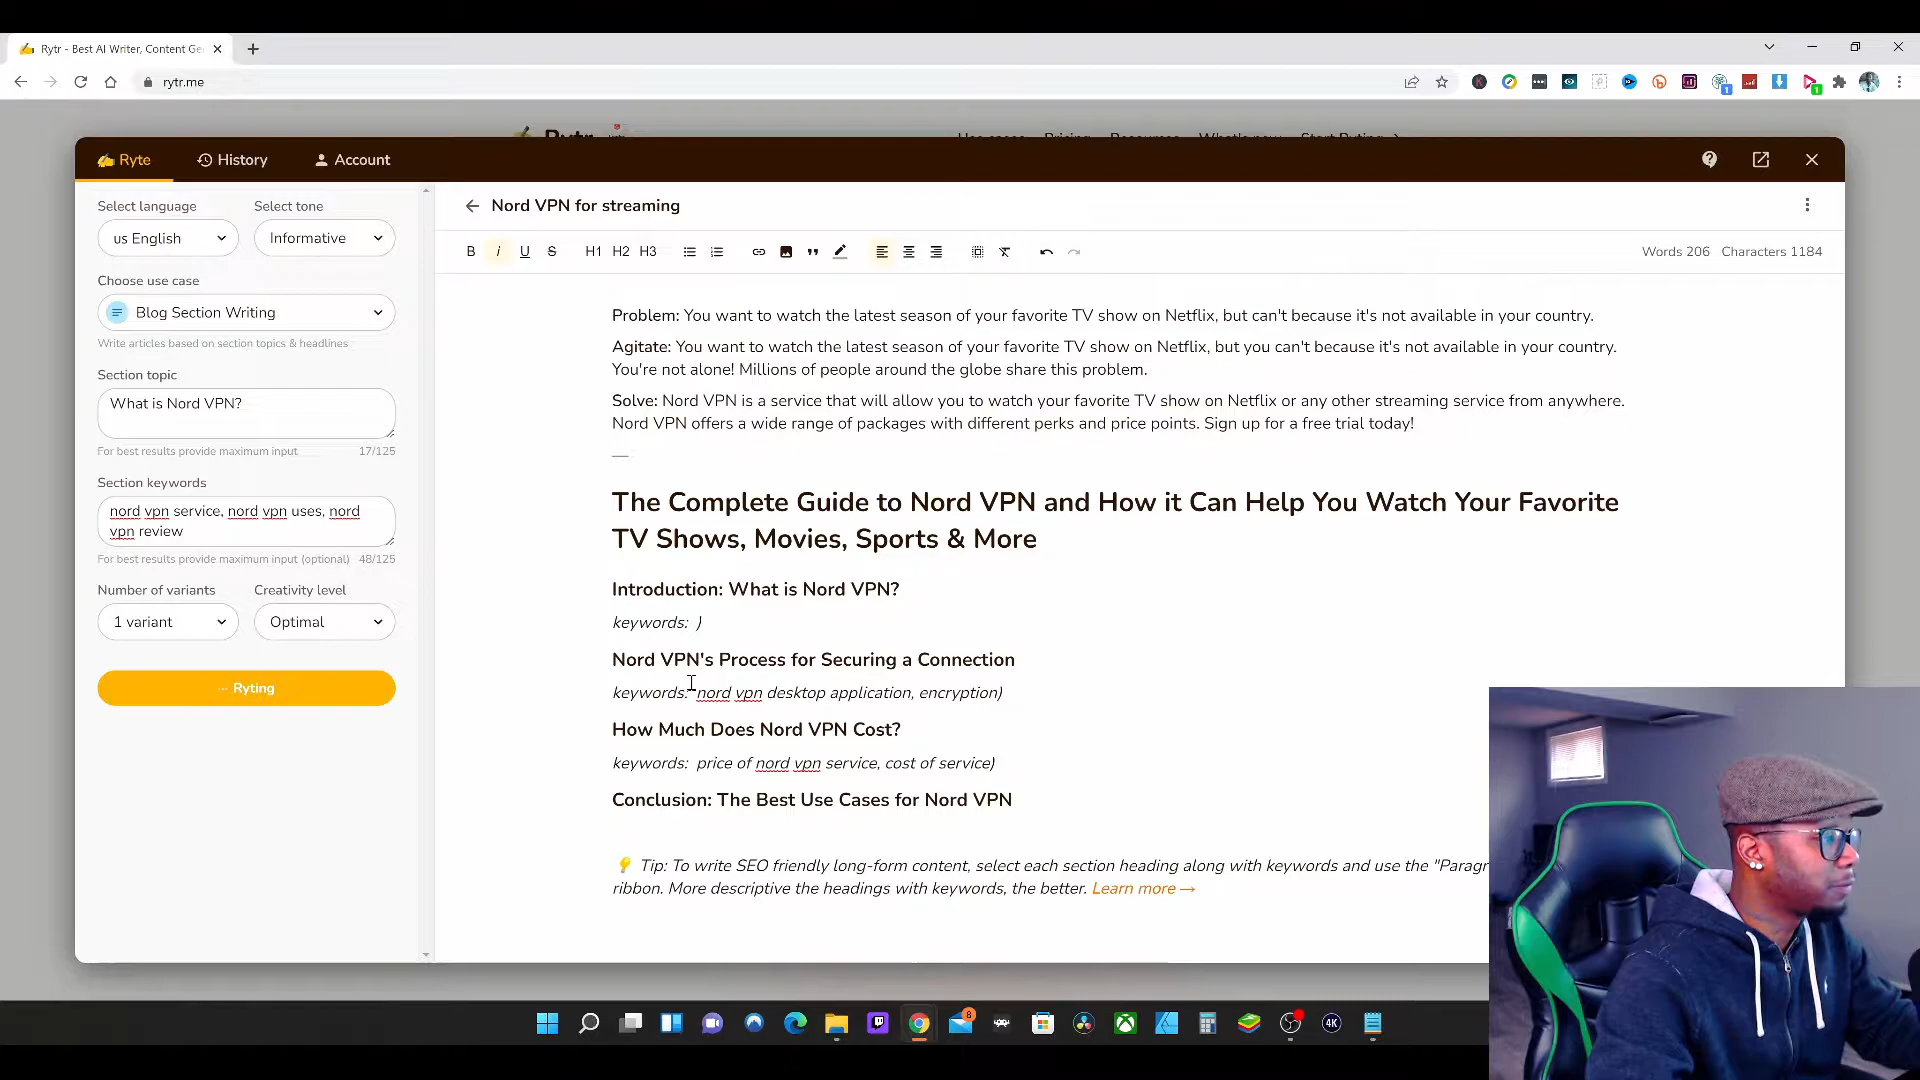 Rytr - Best AI Writer, Content Ge
rytr.me
Ryte
History
Account
Select language
Select tone
us English
Informative
Choose use case
Blog Section Writing
Write articles based on section topics & headlines
Section topic
What is Nord VPN?
For best results provide maximum input
17/125
Section keywords
nord vpn service, nord vpn uses, nord
vpn review
For best results provide maximum input (optional)
48/125
Number of variants
Creativity level
1 variant
Optimal
... Ryting
Nord VPN for streaming
B i U S H1 H2 H3
Words 206 Characters 1184
Problem: You want to watch the latest season of your favorite TV show on Netflix, but can't because it's not available in your country.
Agitate: You want to watch the latest season of your favorite TV show on Netflix, but you can't because it's not available in your country.
You're not alone! Millions of people around the globe share this problem.
Solve: Nord VPN is a service that will allow you to watch your favorite TV show on Netflix or any other streaming service from anywhere.
Nord VPN offers a wide range of packages with different perks and price points. Sign up for a free trial today!
The Complete Guide to Nord VPN and How it Can Help You Watch Your Favorite
TV Shows, Movies, Sports & More
Introduction: What is Nord VPN?
keywords:  )
Nord VPN's Process for Securing a Connection
keywords:  nord vpn desktop application, encryption)
How Much Does Nord VPN Cost?
keywords:  price of nord vpn service, cost of service)
Conclusion: The Best Use Cases for Nord VPN
Tip: To write SEO friendly long-form content, select each section heading along with keywords and use the "Paragr
ribbon. More descriptive the headings with keywords, the better. Learn more →
8
4K